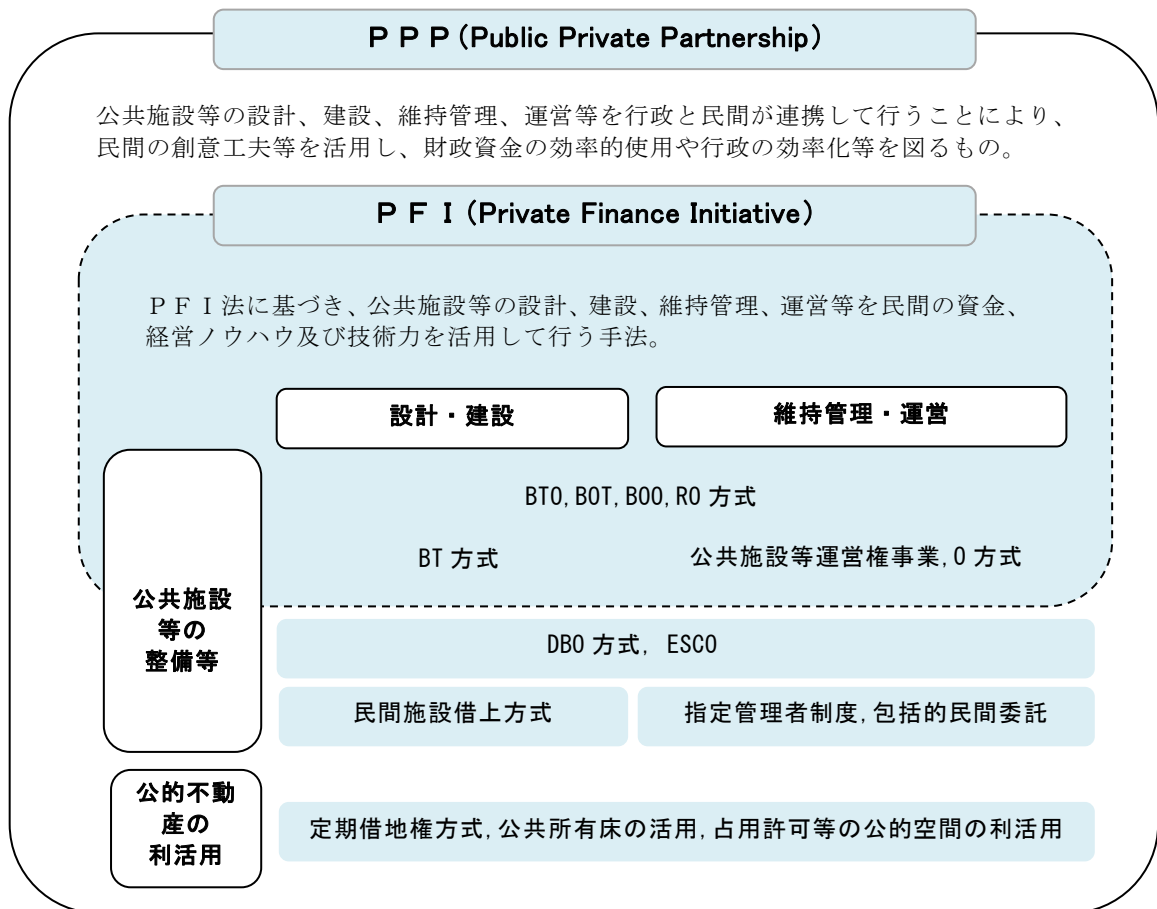 ＰＰＰ(Public Private Partnership)
公共施設等の設計、建設、維持管理、運営等を行政と民間が連携して行うことにより、
民間の創意工夫等を活用し、財政資金の効率的使用や行政の効率化等を図るもの。
ＰＦＩ(Private Finance Initiative)
ＰＦＩ法に基づき、公共施設等の設計、建設、維持管理、運営等を民間の資金、
経営ノウハウ及び技術力を活用して行う手法。
設計・建設
維持管理・運営
BTO,BOT,BOO,RO 方式
BT 方式
公共施設等運営権事業,O 方式
公共施設
等の
整備等
DBO 方式, ESCO
民間施設借上方式
指定管理者制度,包括的民間委託
公的不動
産の
利活用
定期借地権方式,公共所有床の活用,占用許可等の公的空間の利活用